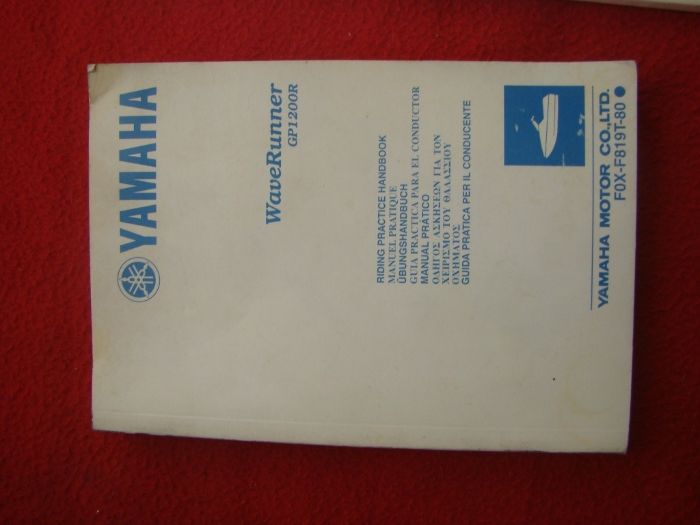 YAMAHA
WaveRunner
GP1200R
RIDING PRACTICE HANDBOOK
MANUEL PRATIQUE
ÜBUNGSHANDBUCH
GUIA PRACTICA PARA EL CONDUCTOR
MANUAL PRÁTICO
ΟΔΗΓΟΣ ΑΣΚΗΣΕΩΝ ΓΙΑ ΤΟΝ
ΧΕΙΡΙΣΜΟ ΤΟΥ ΘΑΛΑΣΣΙΟΥ
ΟΧΗΜΑΤΟΣ
GUIDA PRATICA PER IL CONDUCENTE
YAMAHA MOTOR CO.,LTD.
F0X-F819T-80 ●